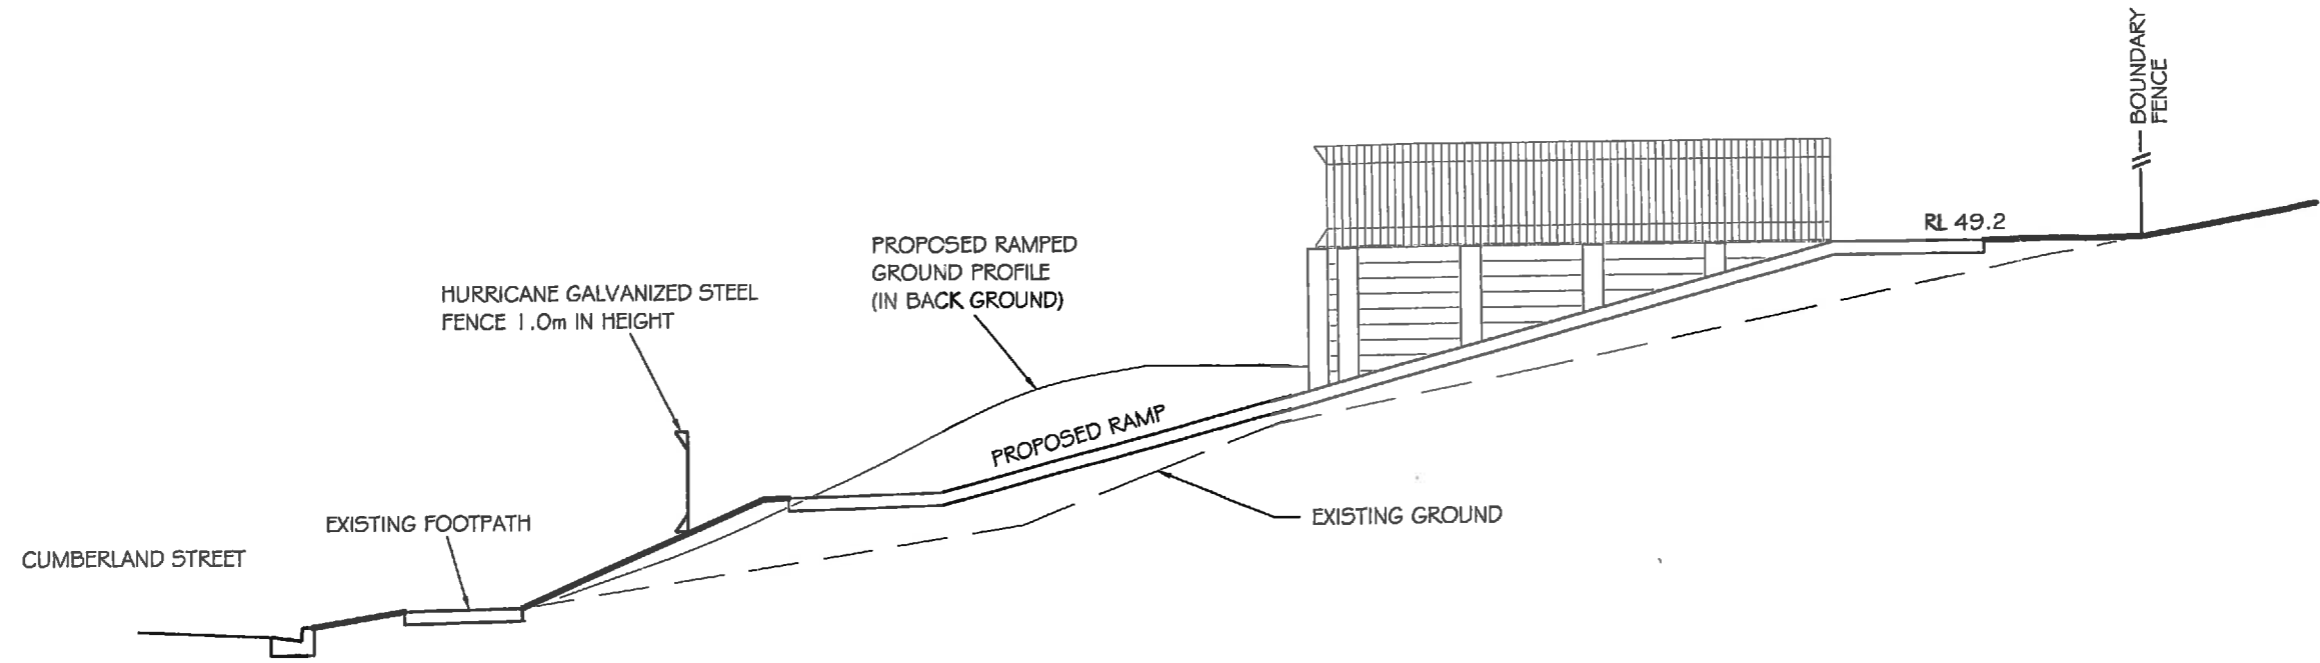 BOUNDARY
FENCE
RL 49.2
PROPOSED RAMPED
GROUND PROFILE
(IN BACK GROUND)
HURRICANE GALVANIZED STEEL
FENCE 1.0m IN HEIGHT
PROPOSED RAMP
EXISTING GROUND
EXISTING FOOTPATH
CUMBERLAND STREET